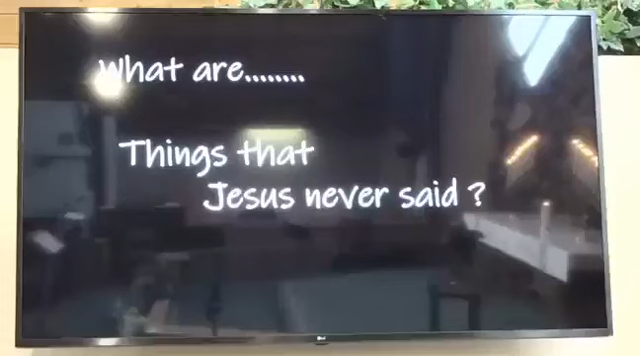 What are........
Things that
Jesus never said ?